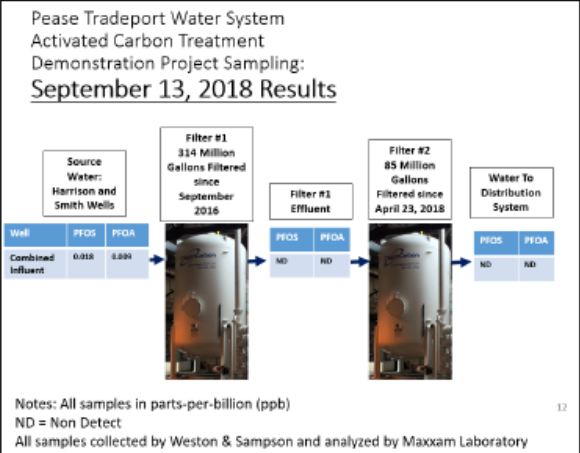 Pease Tradeport Water System
Activated Carbon Treatment
Demonstration Project Sampling:
September 13, 2018 Results
Source
Water:
Harrison and
Smith Wells
Filter #1
314 Million
Gallons Filtered
since
September
2016
Filter #1
Effluent
Filter #2
85 Million
Gallons
Filtered since
April 23, 2018
Water To
Distribution
System
Well PFOS PFOA
Combined 0.018 0.009
Influent
PFOS PFOA
ND ND
PFOS PFOA
ND ND
Notes: All samples in parts-per-billion (ppb)
ND = Non Detect
All samples collected by Weston & Sampson and analyzed by Maxxam Laboratory
12